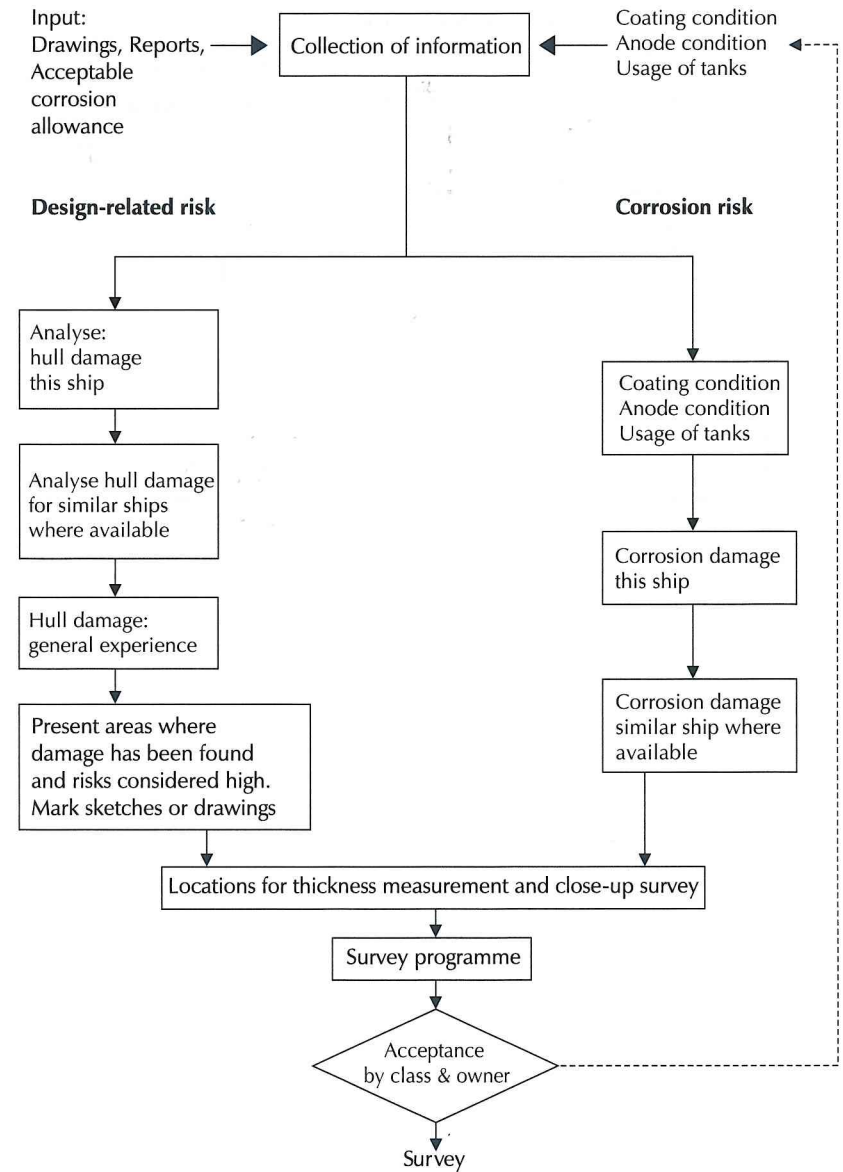 Input:
Drawings, Reports,
Acceptable
corrosion
allowance
Collection of information
Coating condition
Anode condition
Usage of tanks
Design-related risk
Corrosion risk
Analyse:
hull damage
this ship
Analyse hull damage
for similar ships
where available
Hull damage:
general experience
Present areas where
damage has been found
and risks considered high.
Mark sketches or drawings
Coating condition
Anode condition
Usage of tanks
Corrosion damage
this ship
Corrosion damage
similar ship where
available
Locations for thickness measurement and close-up survey
Survey programme
Acceptance
by class & owner
Survey